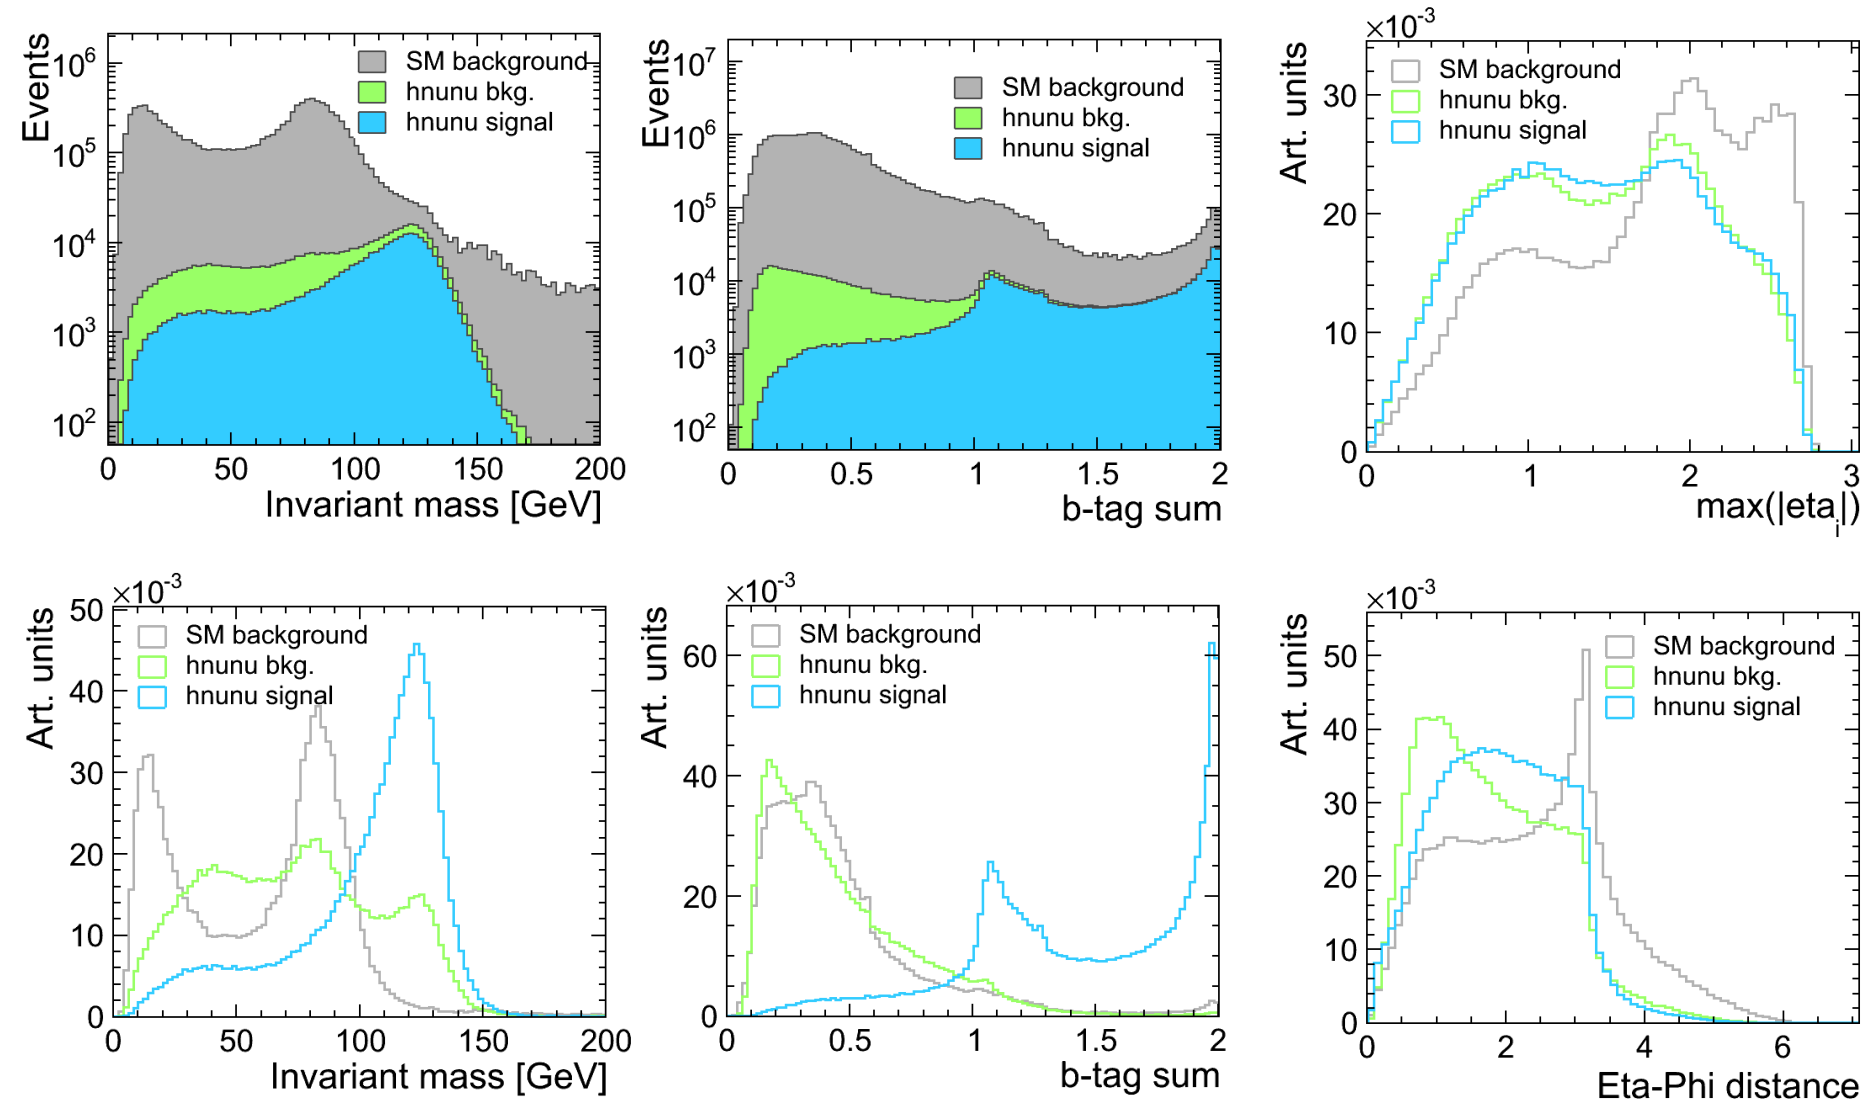 Events
10^6
10^5
10^4
10^3
10^2
SM background
hnunu bkg.
hnunu signal
0 50 100 150 200
Invariant mass [GeV]
Events
10^7
10^6
10^5
10^4
10^3
10^2
SM background
hnunu bkg.
hnunu signal
0 0.5 1 1.5 2
b-tag sum
×10^-3
Art. units
30
20
10
0
SM background
hnunu bkg.
hnunu signal
0 1 2 3
max(|eta_i|)
×10^-3
Art. units
50
40
30
20
10
0
SM background
hnunu bkg.
hnunu signal
0 50 100 150 200
Invariant mass [GeV]
×10^-3
Art. units
60
40
20
0
SM background
hnunu bkg.
hnunu signal
0 0.5 1 1.5 2
b-tag sum
×10^-3
Art. units
50
40
30
20
10
0
SM background
hnunu bkg.
hnunu signal
0 2 4 6
Eta-Phi distance